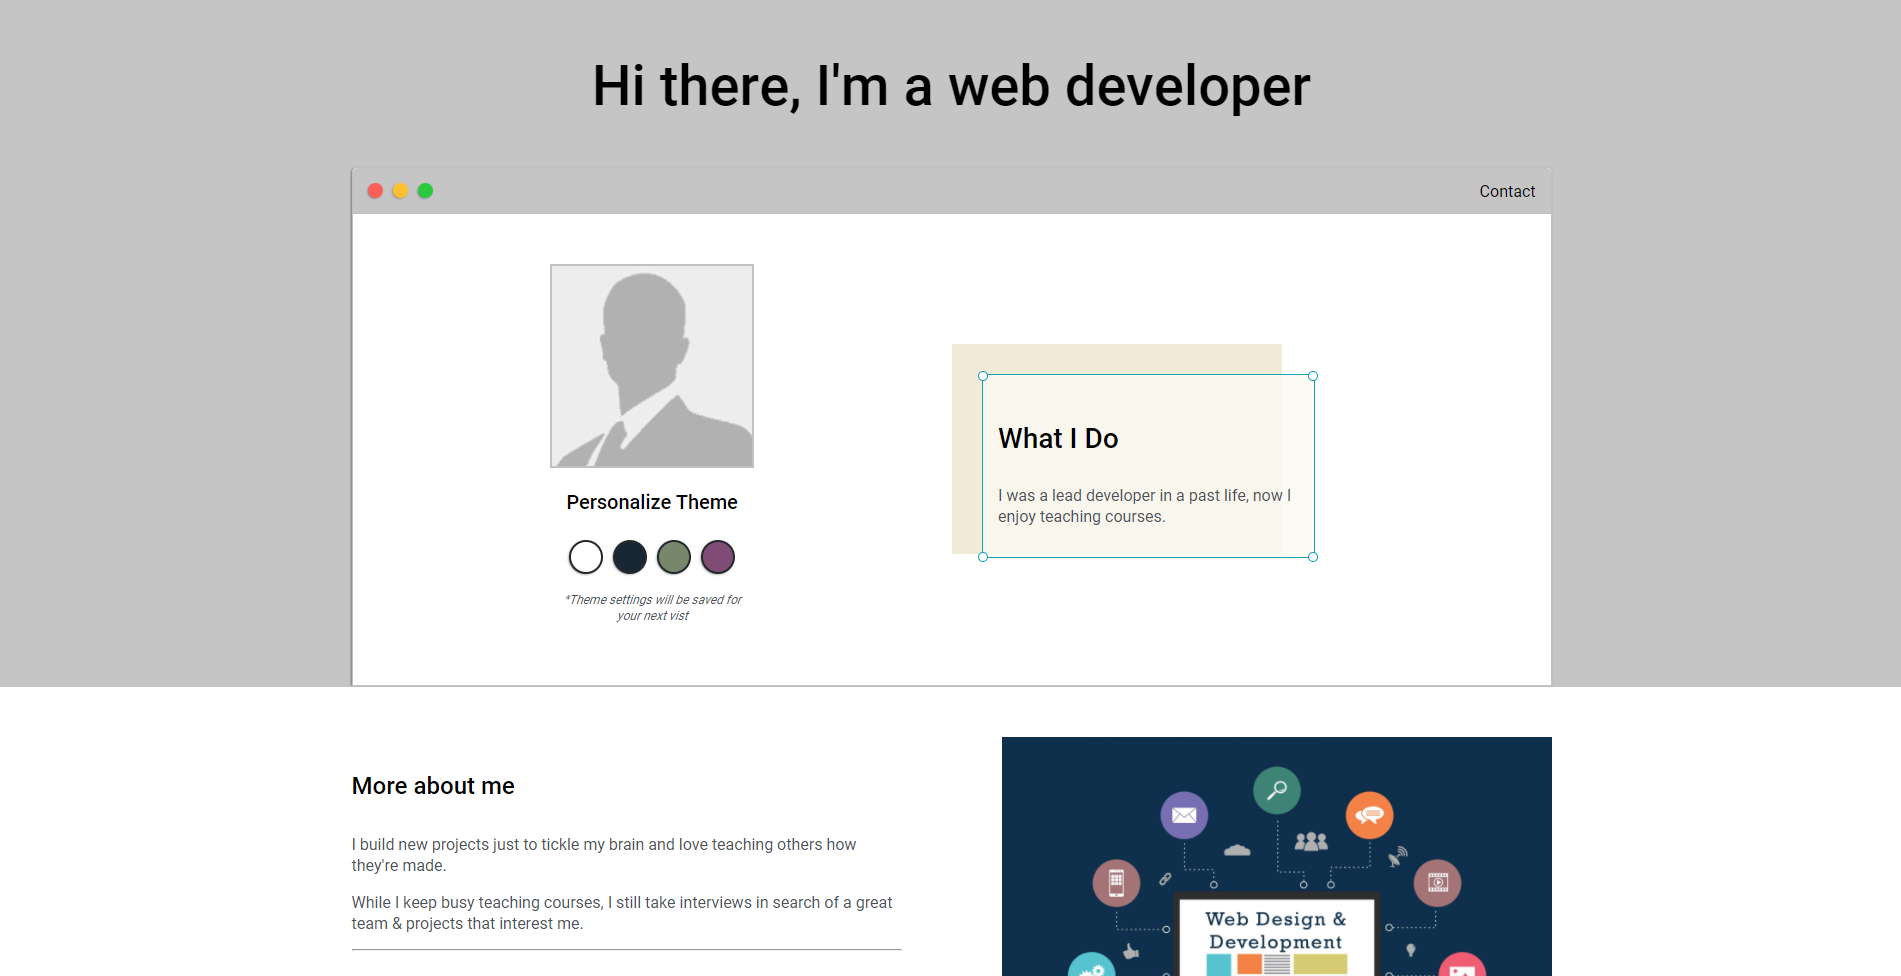 Hi there, I'm a web developer
Contact
Personalize Theme
*Theme settings will be saved for
your next vist
What I Do
I was a lead developer in a past life, now I
enjoy teaching courses.
More about me
I build new projects just to tickle my brain and love teaching others how
they're made.
While I keep busy teaching courses, I still take interviews in search of a great
team & projects that interest me.
Web Design &
Development